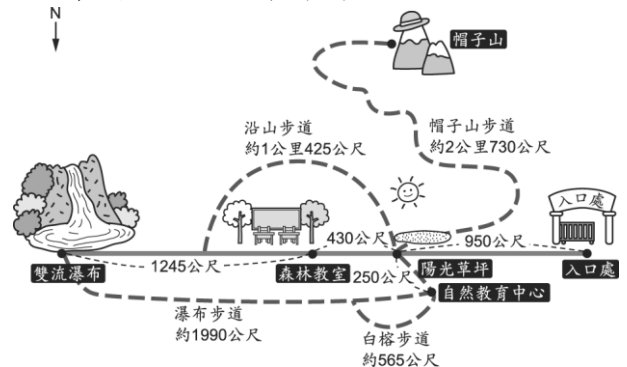 N
帽子山
沿山步道
約1公里425公尺
帽子山步道
約2公里730公尺
入口處
430公尺
950公尺
1245公尺
雙流瀑布
森林教室
陽光草坪
入口處
250公尺
自然教育中心
瀑布步道
約1990公尺
白榕步道
約565公尺